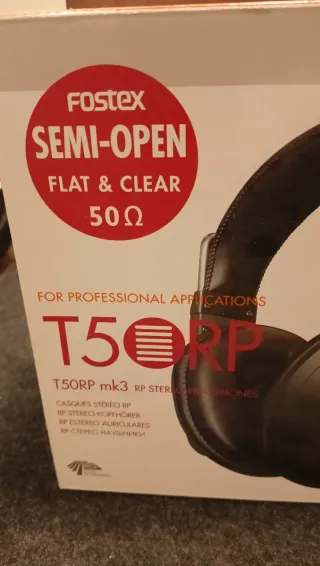 FOSTEX
SEMI-OPEN
FLAT & CLEAR
50Ω
FOR PROFESSIONAL APPLICATIONS
T50RP
T50RP mk3 RP STEREO HEADPHONES
CASQUES STÉRÉO RP
RP STEREO KOPFHÖRER
RP ESTEREO AURICULARES
RP СТЕРЕО НАУШНИКИ